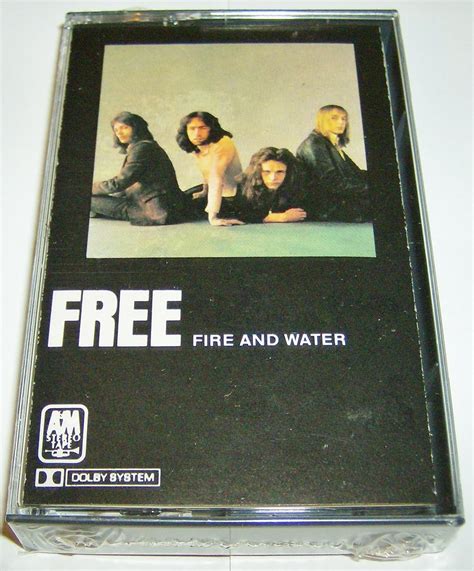 FREE FIRE AND WATER
A&M
STEREO
TAPE
DOLBY SYSTEM